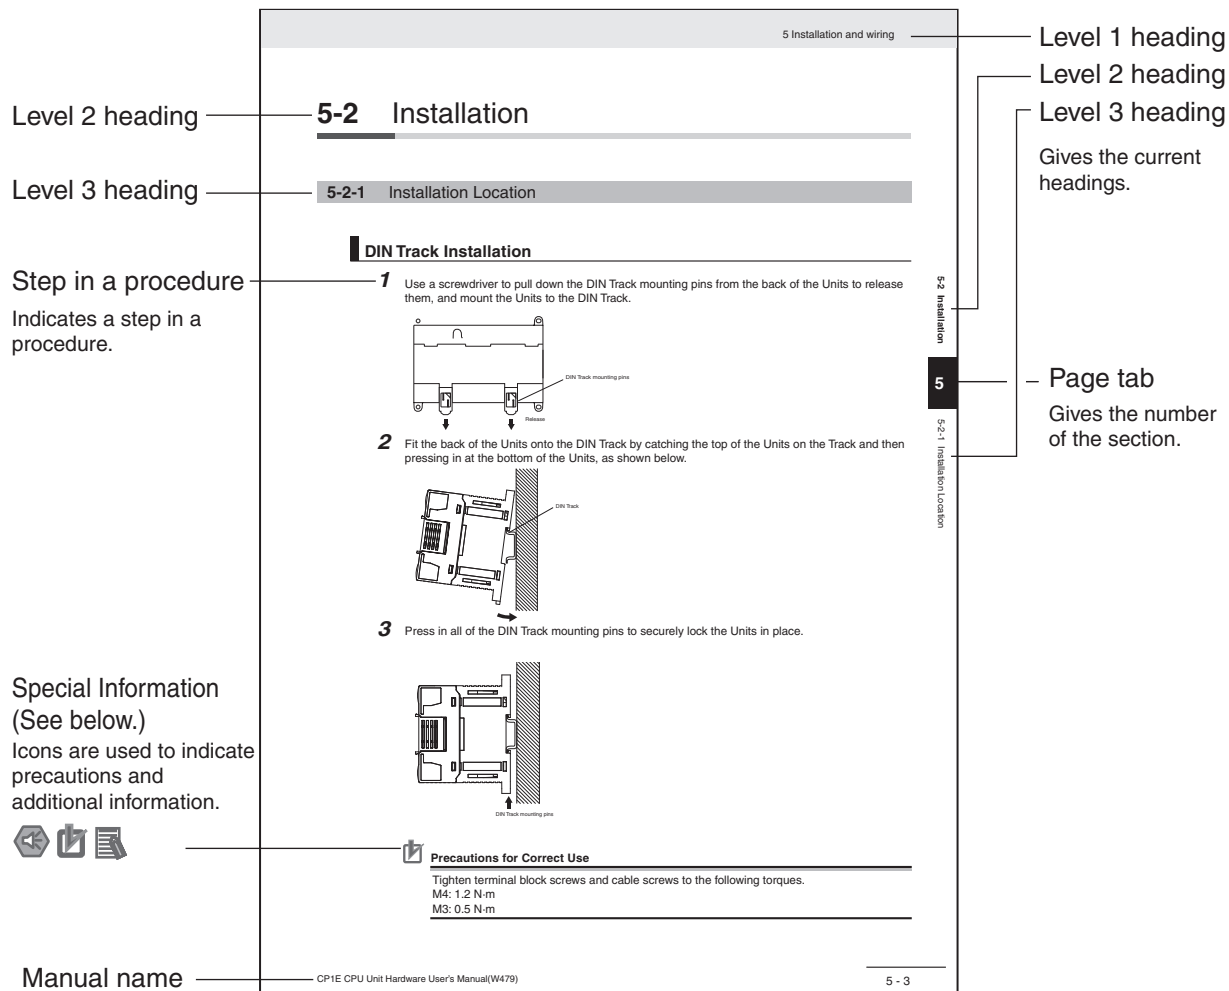 5 Installation and wiring
Level 1 heading
Level 2 heading
Level 3 heading
Gives the current
headings.
Level 2 heading
5-2 Installation
Level 3 heading
5-2-1 Installation Location
DIN Track Installation
Step in a procedure
Indicates a step in a
procedure.
1 Use a screwdriver to pull down the DIN Track mounting pins from the back of the Units to release
them, and mount the Units to the DIN Track.
DIN Track mounting pins
Release
2 Fit the back of the Units onto the DIN Track by catching the top of the Units on the Track and then
pressing in at the bottom of the Units, as shown below.
DIN Track
3 Press in all of the DIN Track mounting pins to securely lock the Units in place.
DIN Track mounting pins
5-2 Installation
5
5-2-1 Installation Location
Page tab
Gives the number
of the section.
Special Information
(See below.)
Icons are used to indicate
precautions and
additional information.
Precautions for Correct Use
Tighten terminal block screws and cable screws to the following torques.
M4: 1.2 N·m
M3: 0.5 N·m
Manual name
CP1E CPU Unit Hardware User's Manual(W479)
5 - 3